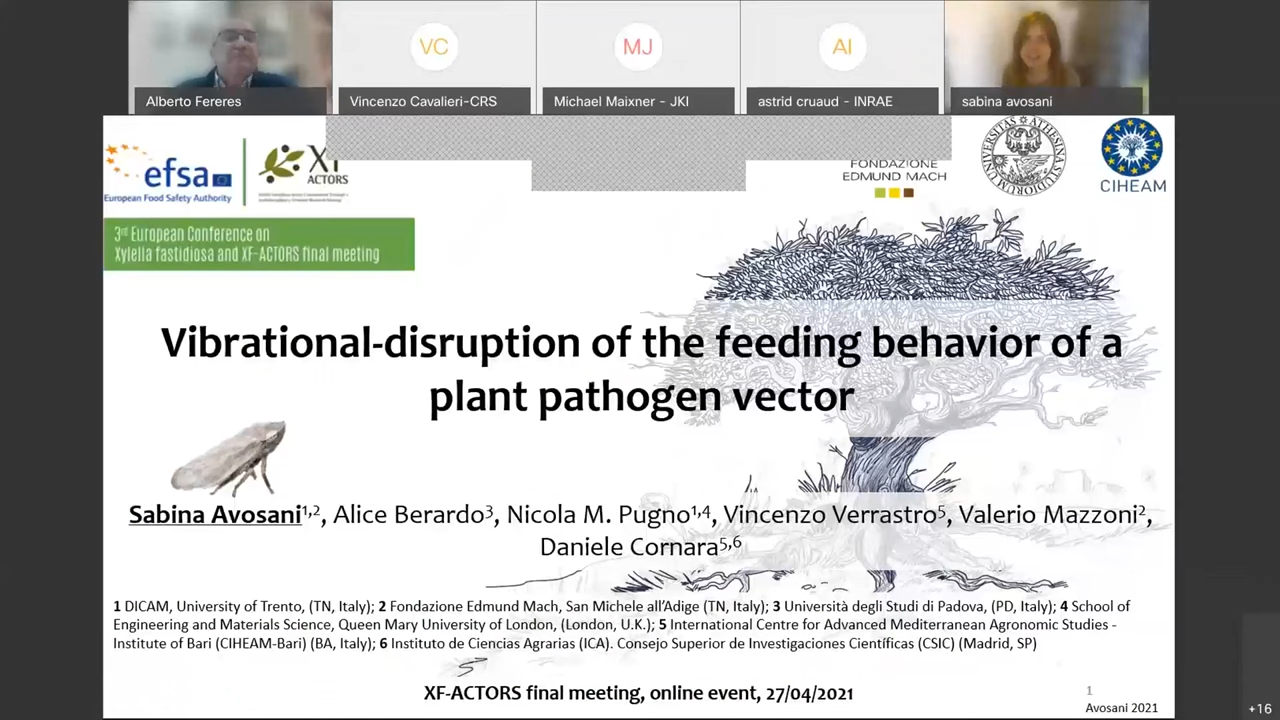 VC
MJ
AI
Alberto Fereres
Vincenzo Cavalieri-CRS
Michael Maixner - JKI
astrid cruaud - INRAE
sabina avosani
efsa
European Food Safety Authority
ACTORS
FONDAZIONE
EDMUND MACH
CIHEAM
3rd European Conference on
Xylella fastidiosa and XF-ACTORS final meeting
Vibrational-disruption of the feeding behavior of a
plant pathogen vector
Sabina Avosani1,2, Alice Berardo3, Nicola M. Pugno1,4, Vincenzo Verrastro5, Valerio Mazzoni2,
Daniele Cornara5,6
1 DICAM, University of Trento, (TN, Italy); 2 Fondazione Edmund Mach, San Michele all'Adige (TN, Italy); 3 Università degli Studi di Padova, (PD, Italy); 4 School of
Engineering and Materials Science, Queen Mary University of London, (London, U.K.); 5 International Centre for Advanced Mediterranean Agronomic Studies -
Institute of Bari (CIHEAM-Bari) (BA, Italy); 6 Instituto de Ciencias Agrarias (ICA). Consejo Superior de Investigaciones Científicas (CSIC) (Madrid, SP)
XF-ACTORS final meeting, online event, 27/04/2021
1
Avosani 2021
+16